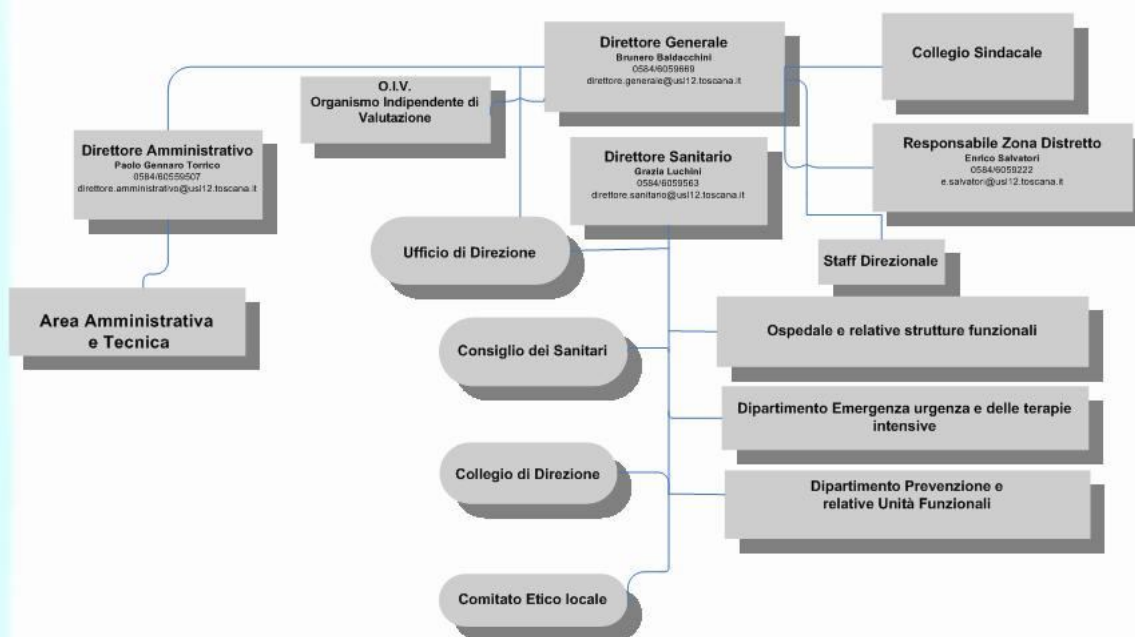 Direttore Generale
Brunero Baldacchini
0584/6059669
direttore.generale@usl12.toscana.it
Collegio Sindacale
O.I.V.
Organismo Indipendente di
Valutazione
Direttore Amministrativo
Paolo Gennaro Torrico
0584/60559507
direttore.amministrativo@usl12.toscana.it
Direttore Sanitario
Grazia Luchini
0584/6059563
direttore.sanitario@usl12.toscana.it
Responsabile Zona Distretto
Enrico Salvatori
0584/6059222
e.salvatori@usl12.toscana.it
Ufficio di Direzione
Staff Direzionale
Area Amministrativa
e Tecnica
Ospedale e relative strutture funzionali
Consiglio dei Sanitari
Dipartimento Emergenza urgenza e delle terapie
intensive
Collegio di Direzione
Dipartimento Prevenzione e
relative Unità Funzionali
Comitato Etico locale